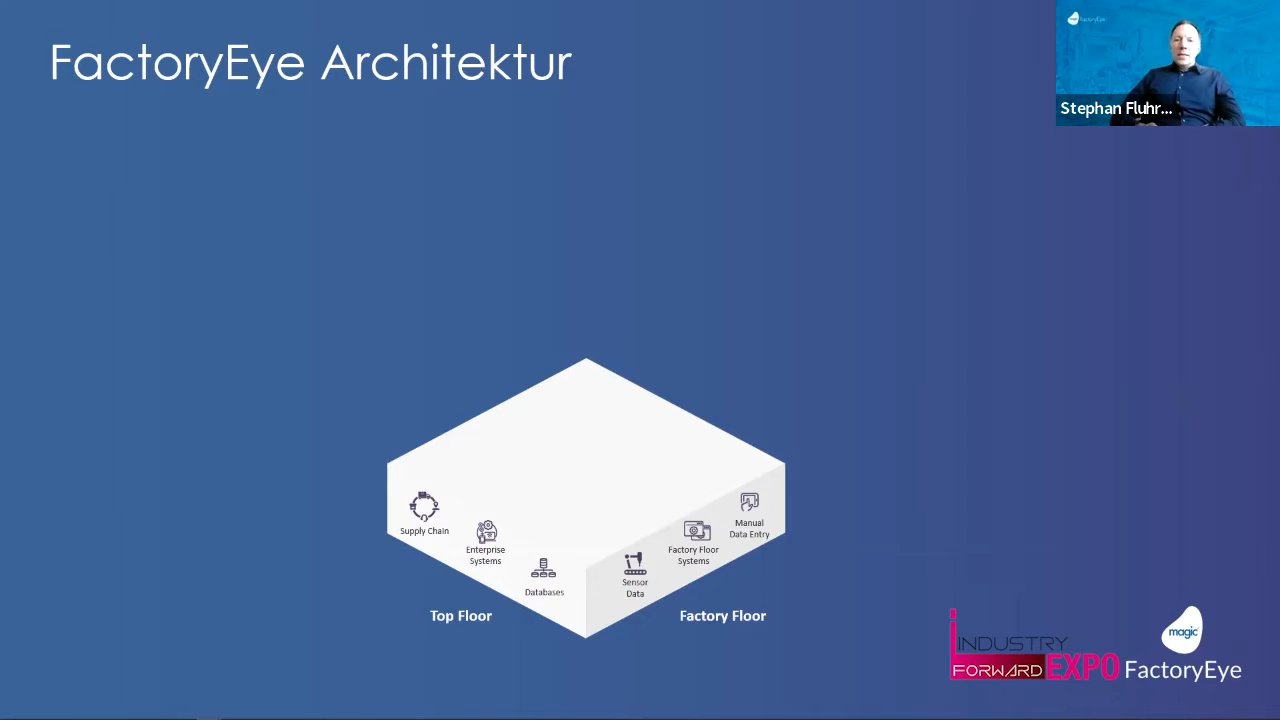 FactoryEye Architektur
FactoryEye
Stephan Fluhr...
Supply Chain
Enterprise
Systems
Databases
Manual
Data Entry
Factory Floor
Systems
Sensor
Data
Top Floor
Factory Floor
INDUSTRY
FORWARD EXPO
magic
FactoryEye